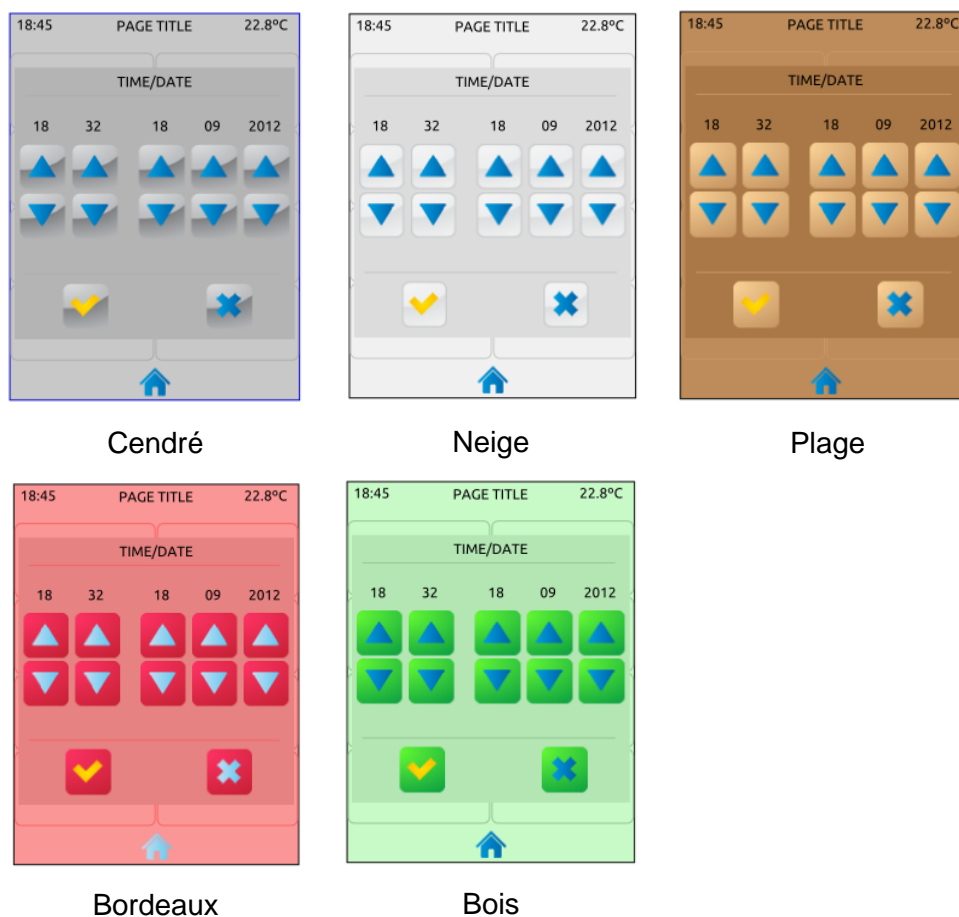 18:45 PAGE TITLE 22.8ºC
TIME/DATE
18 32 18 09 2012
Cendré
18:45 PAGE TITLE 22.8ºC
TIME/DATE
18 32 18 09 2012
Neige
18:45 PAGE TITLE 22.8ºC
TIME/DATE
18 32 18 09 2012
Plage
18:45 PAGE TITLE 22.8ºC
TIME/DATE
18 32 18 09 2012
Bordeaux
18:45 PAGE TITLE 22.8ºC
TIME/DATE
18 32 18 09 2012
Bois